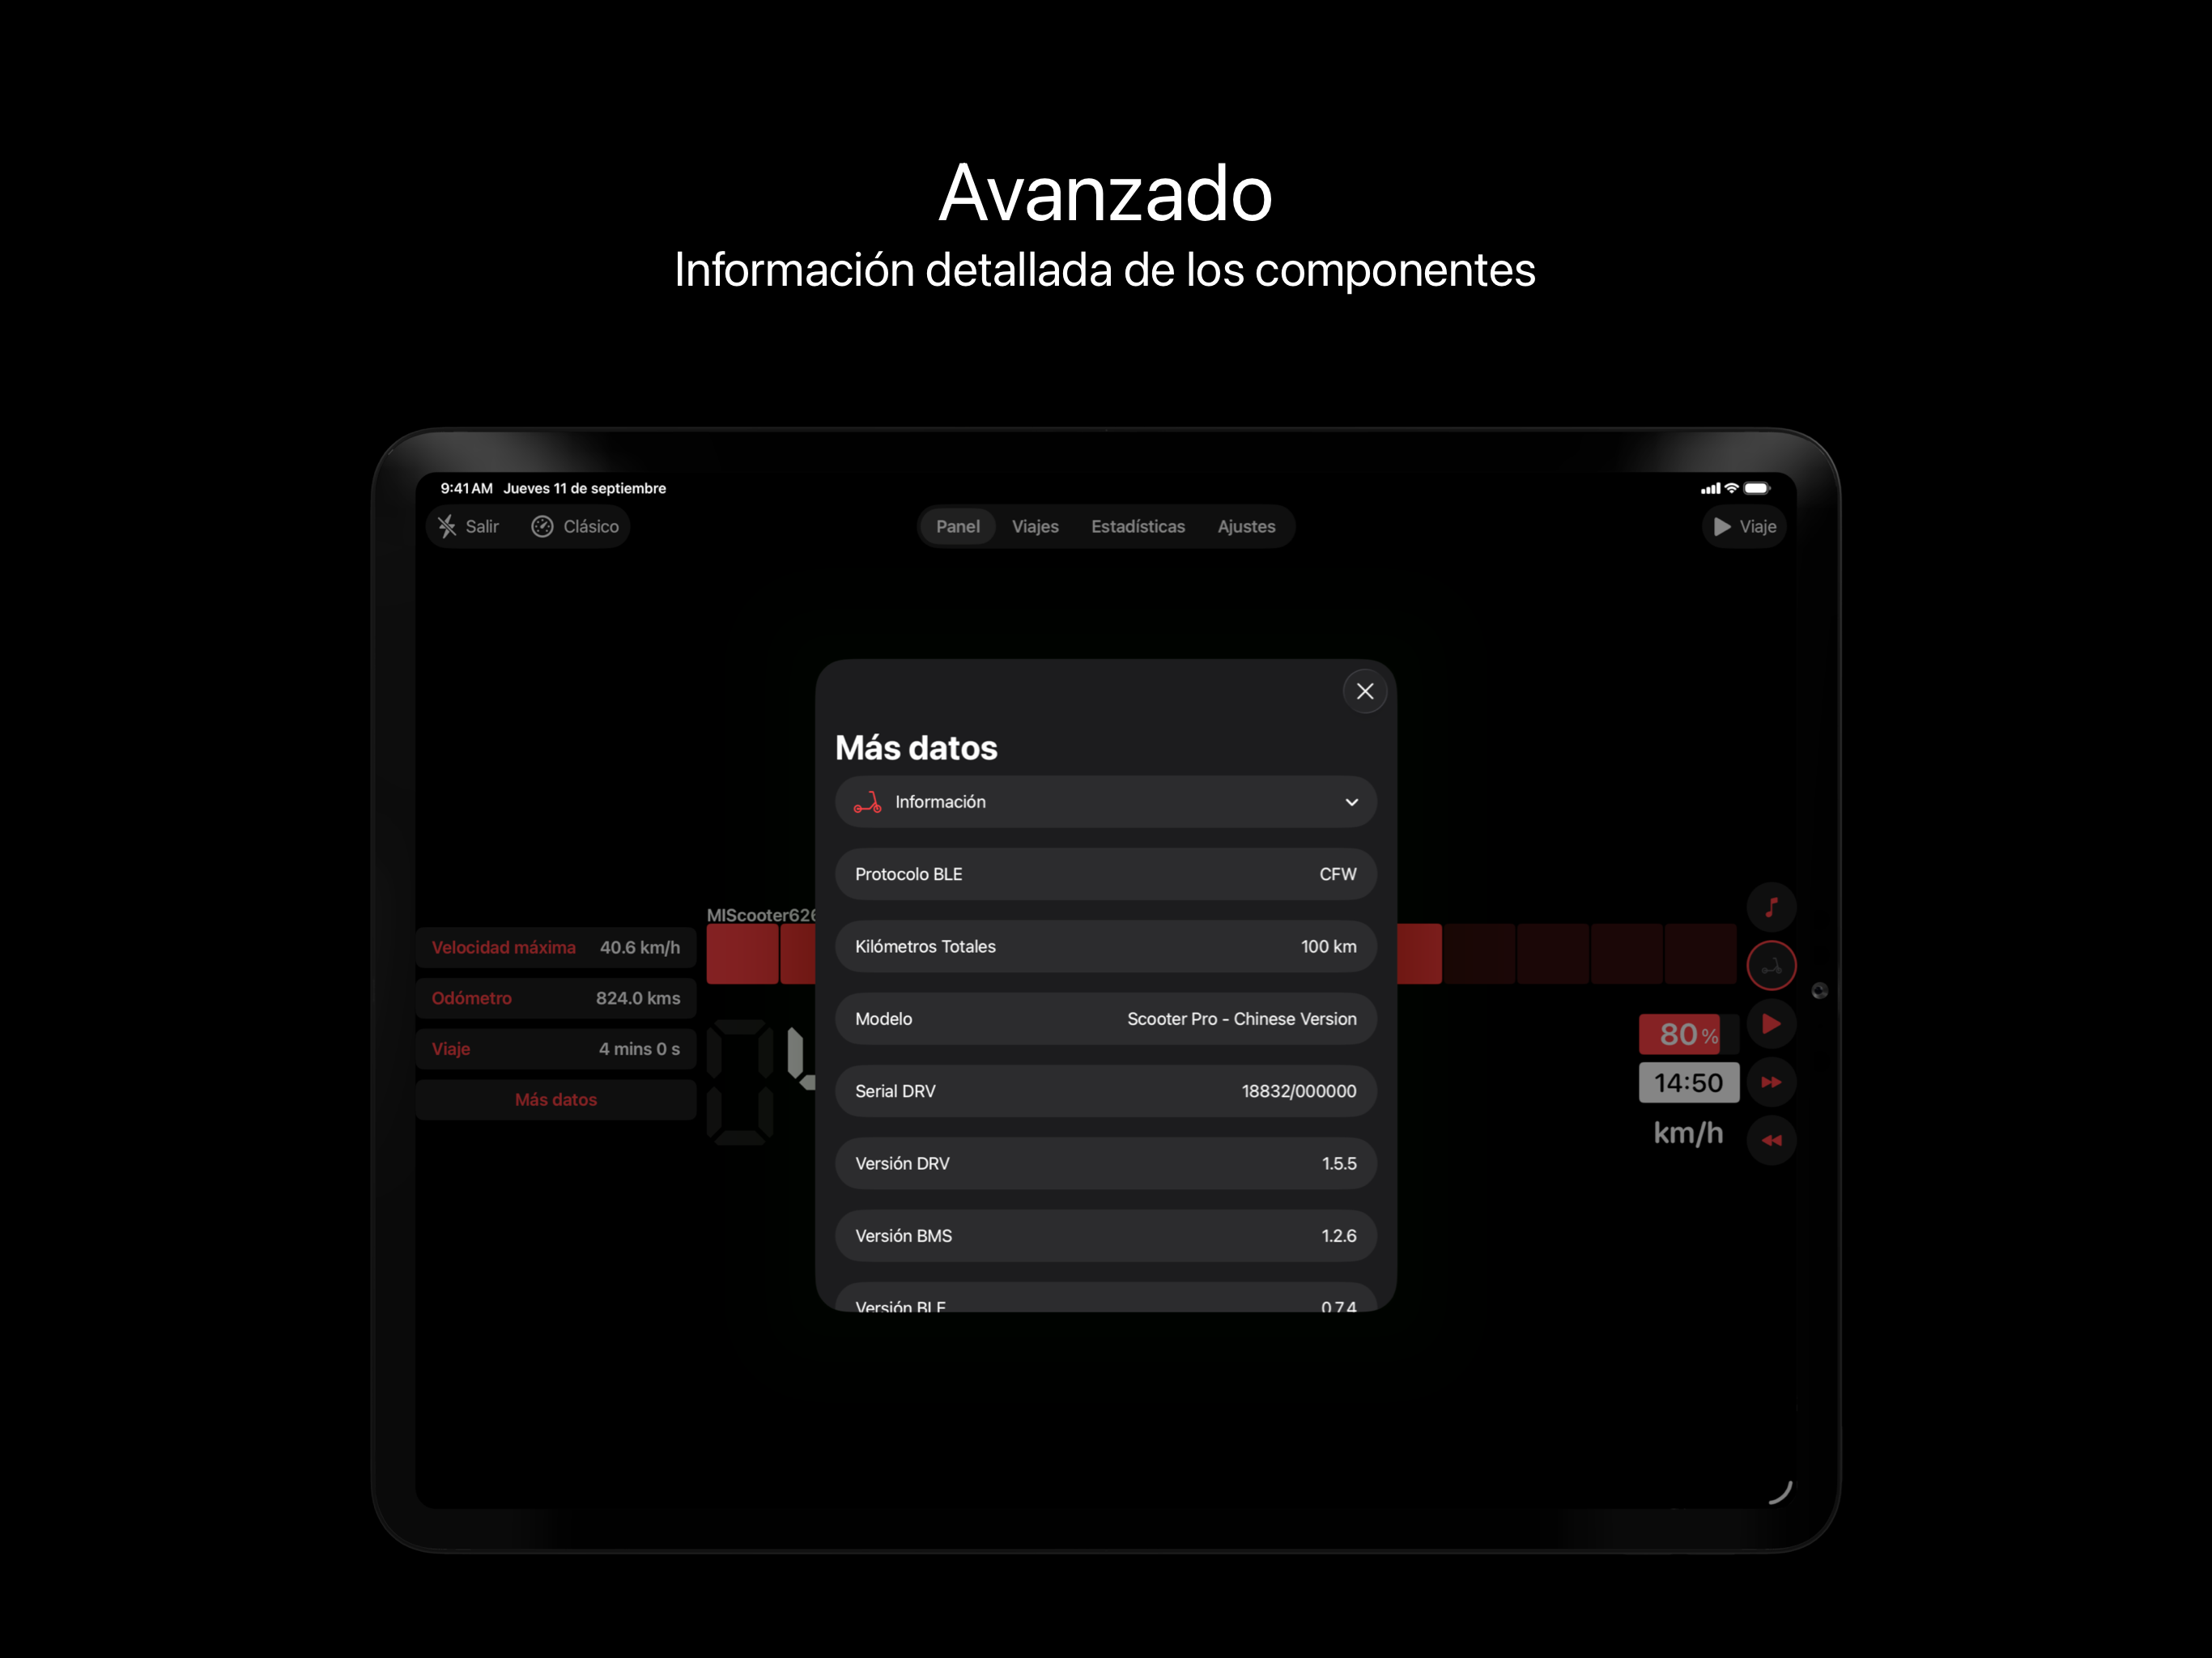 Avanzado
Información detallada de los componentes
9:41 AM Jueves 11 de septiembre
Salir Clásico Panel Viajes Estadísticas Ajustes Viaje
Más datos
Información
Protocolo BLE CFW
Kilómetros Totales 100 km
Modelo Scooter Pro - Chinese Version
Serial DRV 18832/000000
Versión DRV 1.5.5
Versión BMS 1.2.6
Versión BLE 0.7.4
MIScooter626
Velocidad máxima 40.6 km/h
Odómetro 824.0 kms
Viaje 4 mins 0 s
Más datos
80 %
14:50
km/h